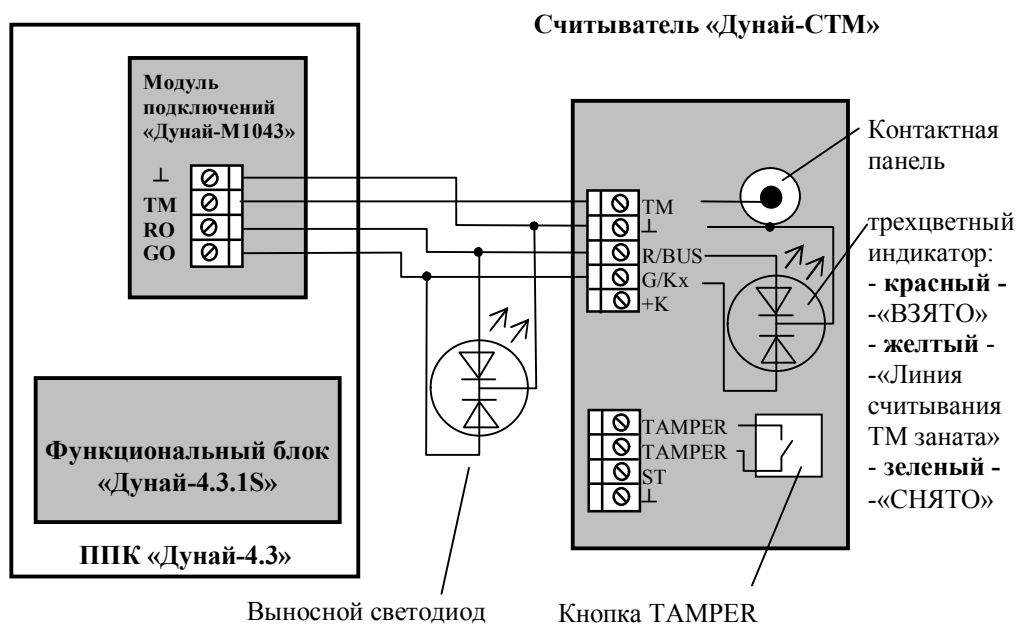 Считыватель «Дунай-СТМ»
Модуль
подключений
«Дунай-М1043»
⊥
ТМ
RO
GO
ТМ
⊥
R/BUS
G/Kx
+K
Контактная
панель
трехцветный
индикатор:
- красный -
-«ВЗЯТО»
- желтый -
-«Линия
считывания
ТМ заната»
- зеленый -
-«СНЯТО»
TAMPER
TAMPER
ST
⊥
Функциональный блок
«Дунай-4.3.1S»
ППК «Дунай-4.3»
Выносной светодиод
Кнопка TAMPER